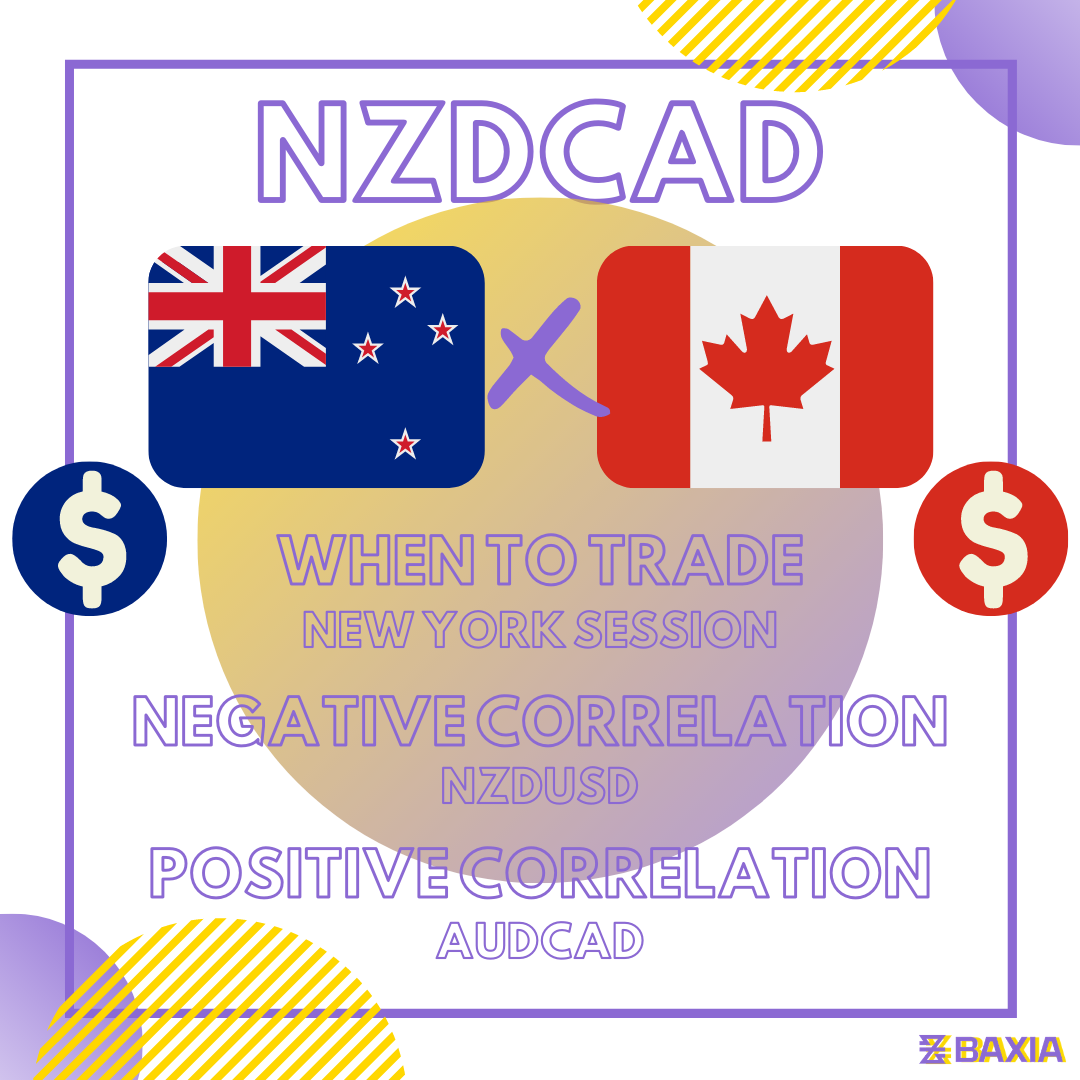 NZDCAD
WHEN TO TRADE
NEW YORK SESSION
NEGATIVE CORRELATION
NZDUSD
POSITIVE CORRELATION
AUDCAD
BAXIA